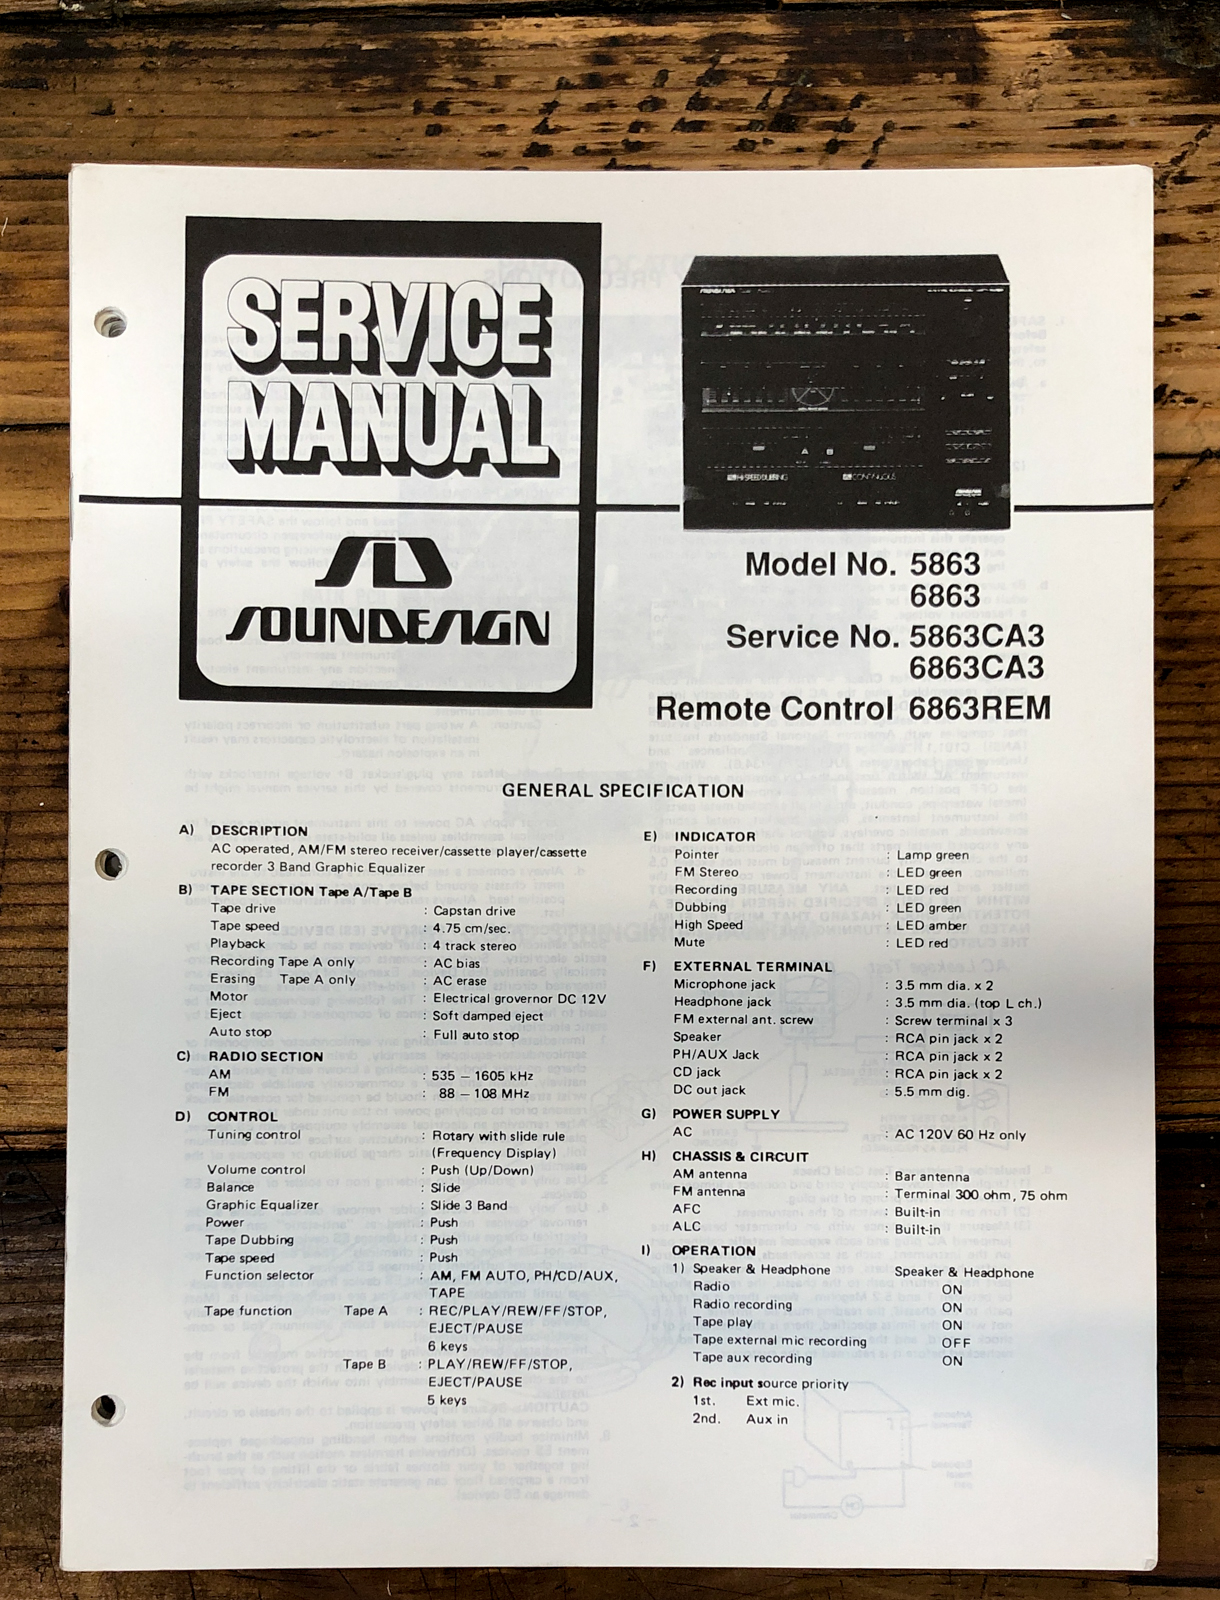 SERVICE
MANUAL
SOUNDESIGN
HI-SPEED DUBBING
CONTINUOUS
A B
Model No. 5863
6863
Service No. 5863CA3
6863CA3
Remote Control 6863REM
GENERAL SPECIFICATION
A) DESCRIPTION
AC operated, AM/FM stereo receiver/cassette player/cassette
recorder 3 Band Graphic Equalizer
B) TAPE SECTION Tape A/Tape B
Tape drive : Capstan drive
Tape speed : 4.75 cm/sec.
Playback : 4 track stereo
Recording Tape A only : AC bias
Erasing Tape A only : AC erase
Motor : Electrical grovernor DC 12V
Eject : Soft damped eject
Auto stop : Full auto stop
C) RADIO SECTION
AM : 535 – 1605 kHz
FM : 88 – 108 MHz
D) CONTROL
Tuning control : Rotary with slide rule
(Frequency Display)
Volume control : Push (Up/Down)
Balance : Slide
Graphic Equalizer : Slide 3 Band
Power : Push
Tape Dubbing : Push
Tape speed : Push
Function selector : AM, FM AUTO, PH/CD/AUX,
TAPE
Tape function Tape A : REC/PLAY/REW/FF/STOP,
EJECT/PAUSE
6 keys
Tape B : PLAY/REW/FF/STOP,
EJECT/PAUSE
5 keys
E) INDICATOR
Pointer : Lamp green
FM Stereo : LED green
Recording : LED red
Dubbing : LED green
High Speed : LED amber
Mute : LED red
F) EXTERNAL TERMINAL
Microphone jack : 3.5 mm dia. x 2
Headphone jack : 3.5 mm dia. (top L ch.)
FM external ant. screw : Screw terminal x 3
Speaker : RCA pin jack x 2
PH/AUX Jack : RCA pin jack x 2
CD jack : RCA pin jack x 2
DC out jack : 5.5 mm dig.
G) POWER SUPPLY
AC : AC 120V 60 Hz only
H) CHASSIS & CIRCUIT
AM antenna : Bar antenna
FM antenna : Terminal 300 ohm, 75 ohm
AFC : Built-in
ALC : Built-in
I) OPERATION
1) Speaker & Headphone Speaker & Headphone
Radio ON
Radio recording ON
Tape play ON
Tape external mic recording OFF
Tape aux recording ON
2) Rec input source priority
1st. Ext mic.
2nd. Aux in